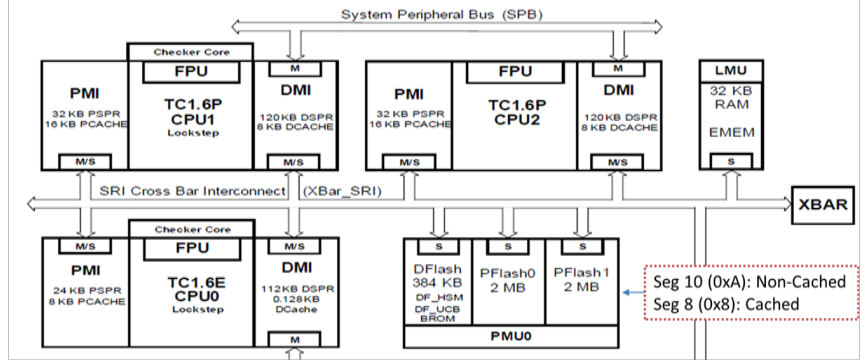 System Peripheral Bus (SPB)
Checker Core
FPU
M
PMI
DMI
32 KB PSPR
16 KB PCACHE
TC1.6P
CPU1
Lockstep
120 KB DSPR
8 KB DCACHE
M/S
M/S
FPU
M
PMI
DMI
32 KB PSPR
16 KB PCACHE
TC1.6P
CPU2
120 KB DSPR
8 KB DCACHE
M/S
M/S
LMU
32 KB
RAM
EMEM
S
SRI Cross Bar Interconnect (XBar_SRI)
XBAR
Checker Core
M/S
FPU
M/S
PMI
DMI
24 KB PSPR
8 KB PCACHE
TC1.6E
CPU0
Lockstep
112KB DSPR
0.128KB
DCache
M
S
S
S
DFlash
384 KB
DF_HSM
DF_UCB
BROM
PFlash0
2 MB
PFlash1
2 MB
PMU0
Seg 10 (0xA): Non-Cached
Seg 8 (0x8): Cached